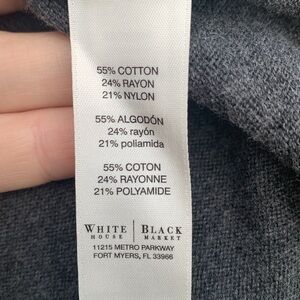 55% COTTON
24% RAYON
21% NYLON
55% ALGODÓN
24% rayón
21% poliamida
55% COTON
24% RAYONNE
21% POLYAMIDE
WHITE | BLACK
HOUSE | MARKET
11215 METRO PARKWAY
FORT MYERS, FL 33966